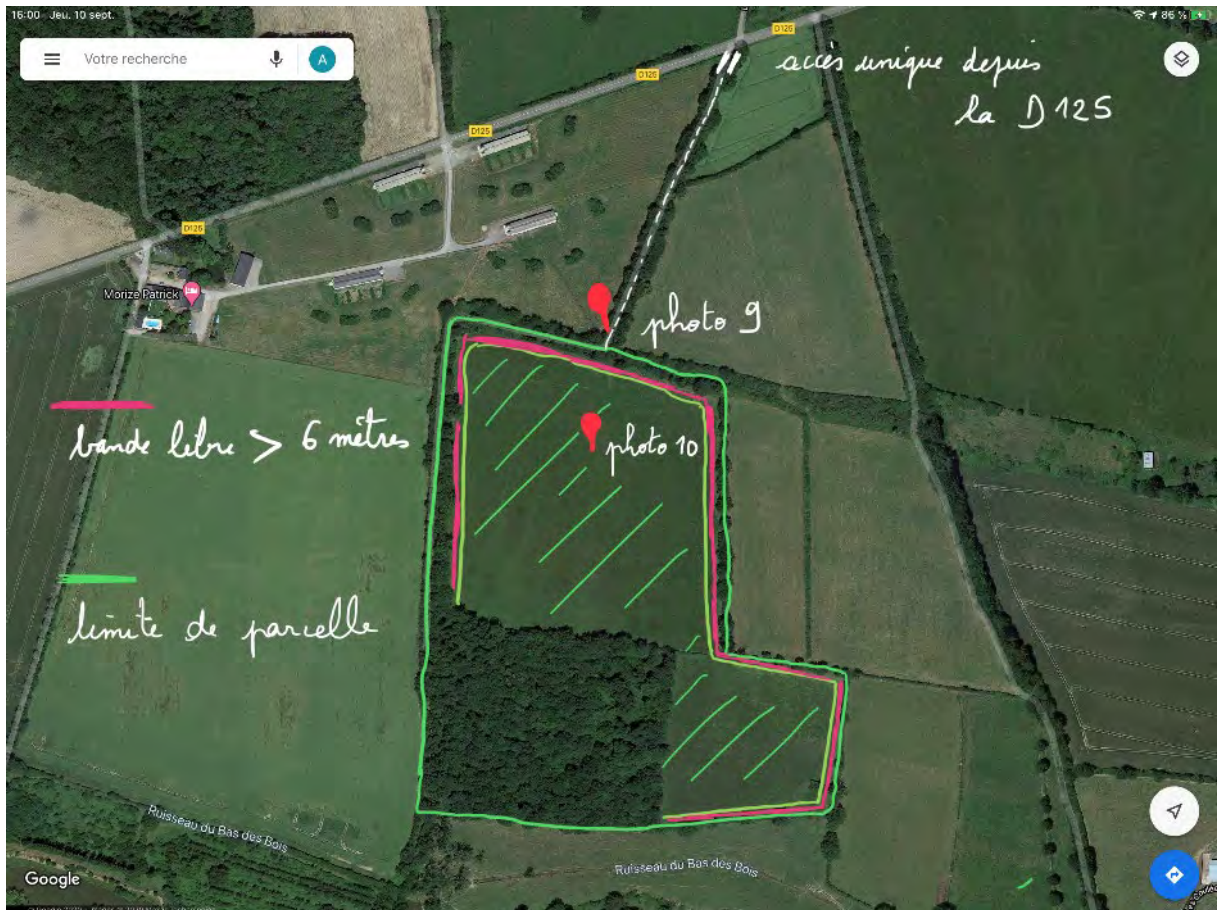 16:00 Jeu. 10 sept.
86 %
Votre recherche
A
D125
accès unique depuis
la D 125
D125
D125
D125
Morize Patrick
photo 9
bande libre > 6 mètres
photo 10
limite de parcelle
Ruisseau du Bas des Bois
Ruisseau du Bas des Bois
Google